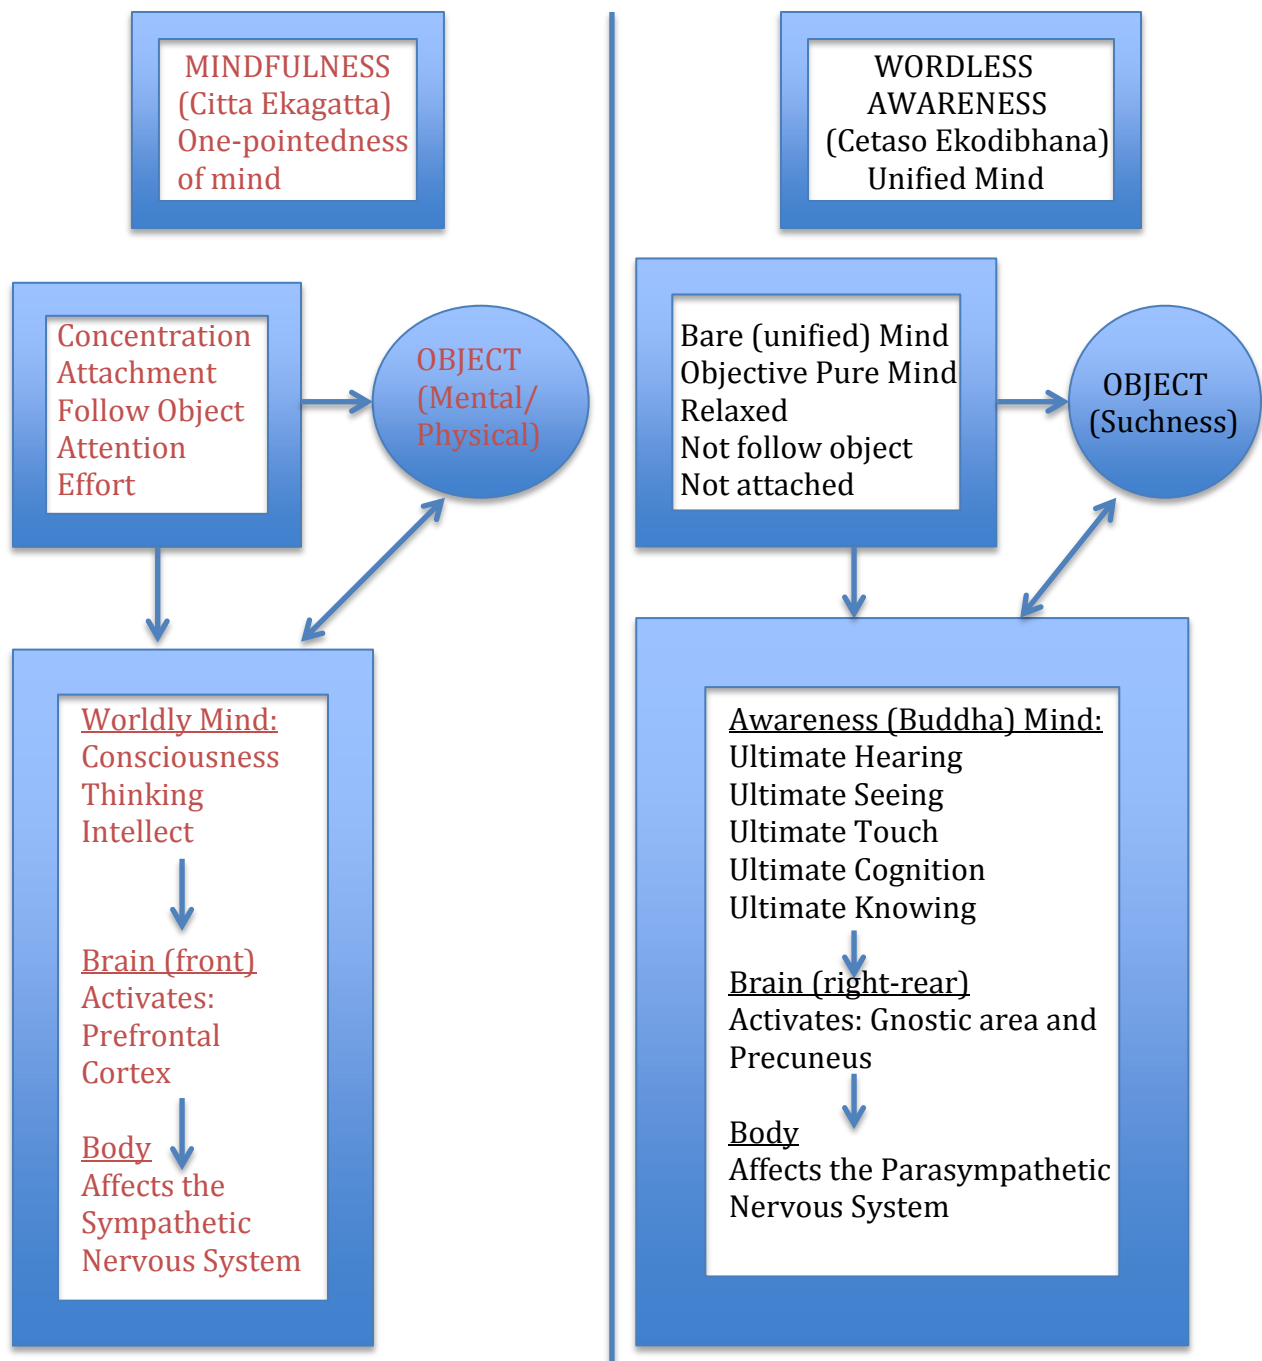 MINDFULNESS
(Citta Ekagatta)
One-pointedness
of mind
Concentration
Attachment
Follow Object
Attention
Effort
OBJECT
(Mental/
Physical)
Worldly Mind:
Consciousness
Thinking
Intellect
Brain (front)
Activates:
Prefrontal
Cortex
Body
Affects the
Sympathetic
Nervous System
WORDLESS
AWARENESS
(Cetaso Ekodibhana)
Unified Mind
Bare (unified) Mind
Objective Pure Mind
Relaxed
Not follow object
Not attached
OBJECT
(Suchness)
Awareness (Buddha) Mind:
Ultimate Hearing
Ultimate Seeing
Ultimate Touch
Ultimate Cognition
Ultimate Knowing
Brain (right-rear)
Activates: Gnostic area and
Precuneus
Body
Affects the Parasympathetic
Nervous System